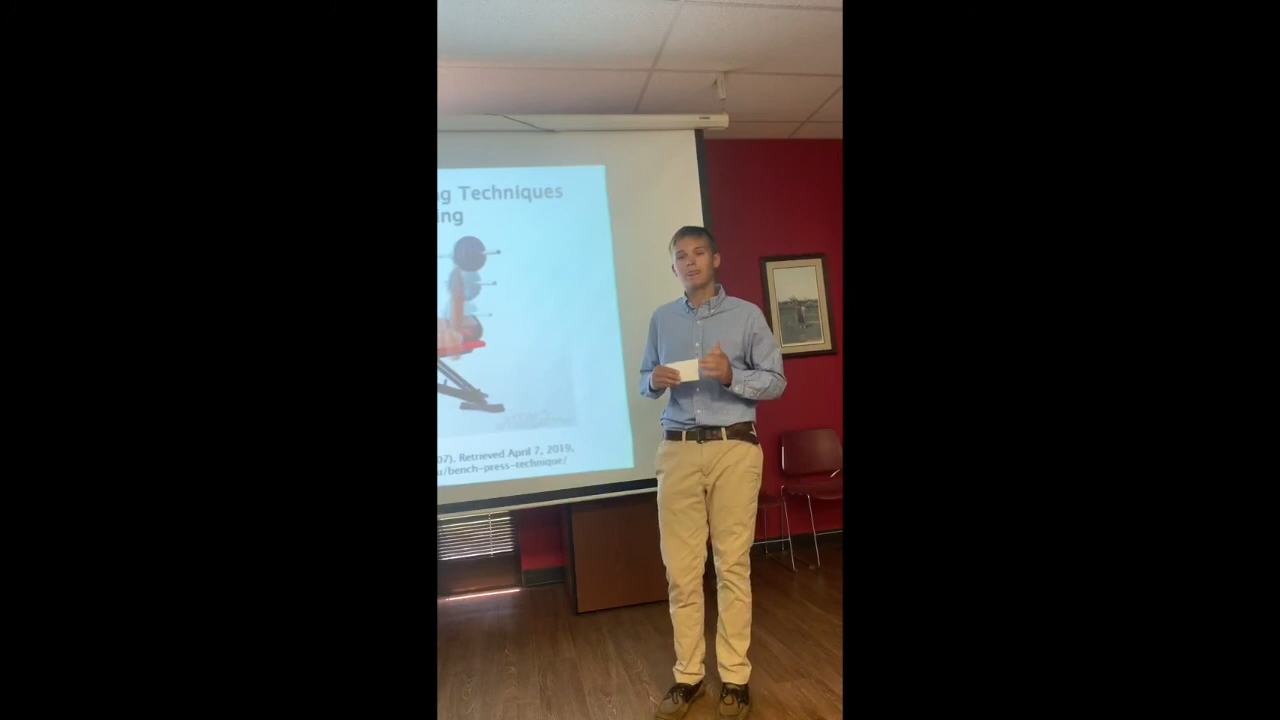 g Techniques
ing
07). Retrieved April 7, 2019,
u/bench-press-technique/